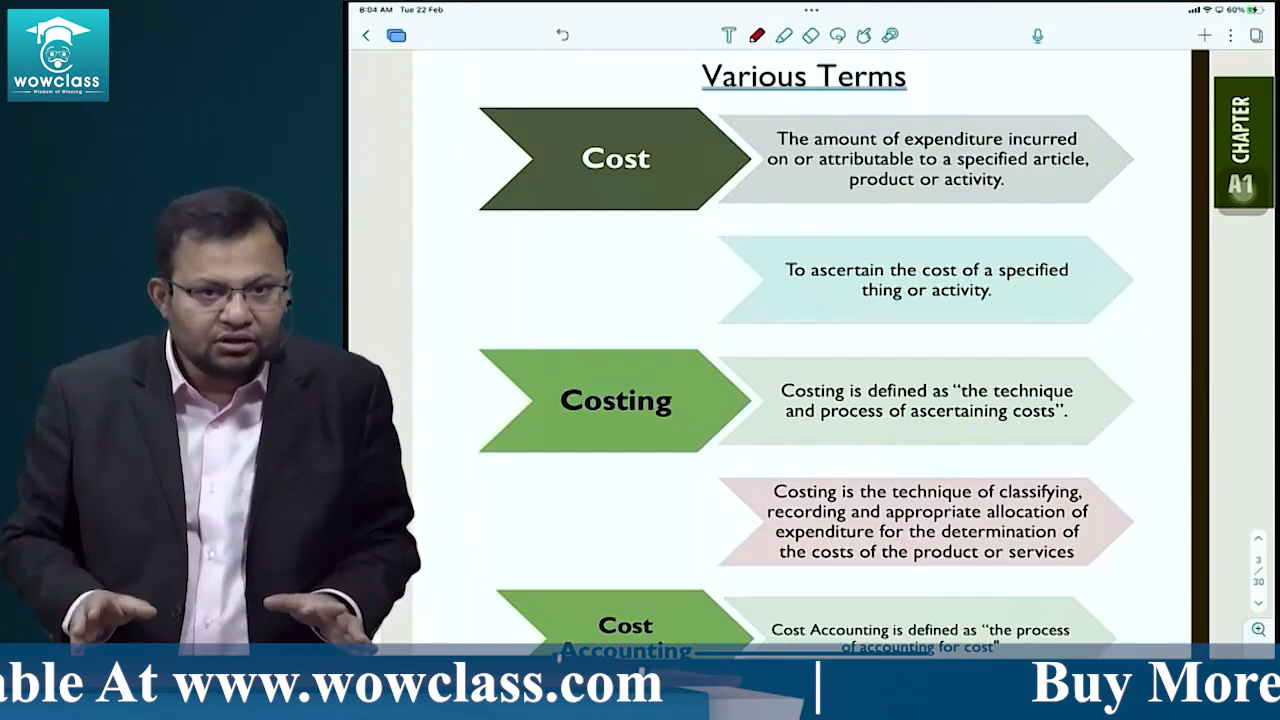 8:04 AM Tue 22 Feb
60%
wowclass
Wisdom of Winning
Various Terms
Cost
The amount of expenditure incurred
on or attributable to a specified article,
product or activity.
To ascertain the cost of a specified
thing or activity.
Costing
Costing is defined as “the technique
and process of ascertaining costs”.
Costing is the technique of classifying,
recording and appropriate allocation of
expenditure for the determination of
the costs of the product or services
Cost
Accounting
Cost Accounting is defined as “the process
of accounting for cost"
CHAPTER
A1
3
/
30
able At www.wowclass.com | Buy More